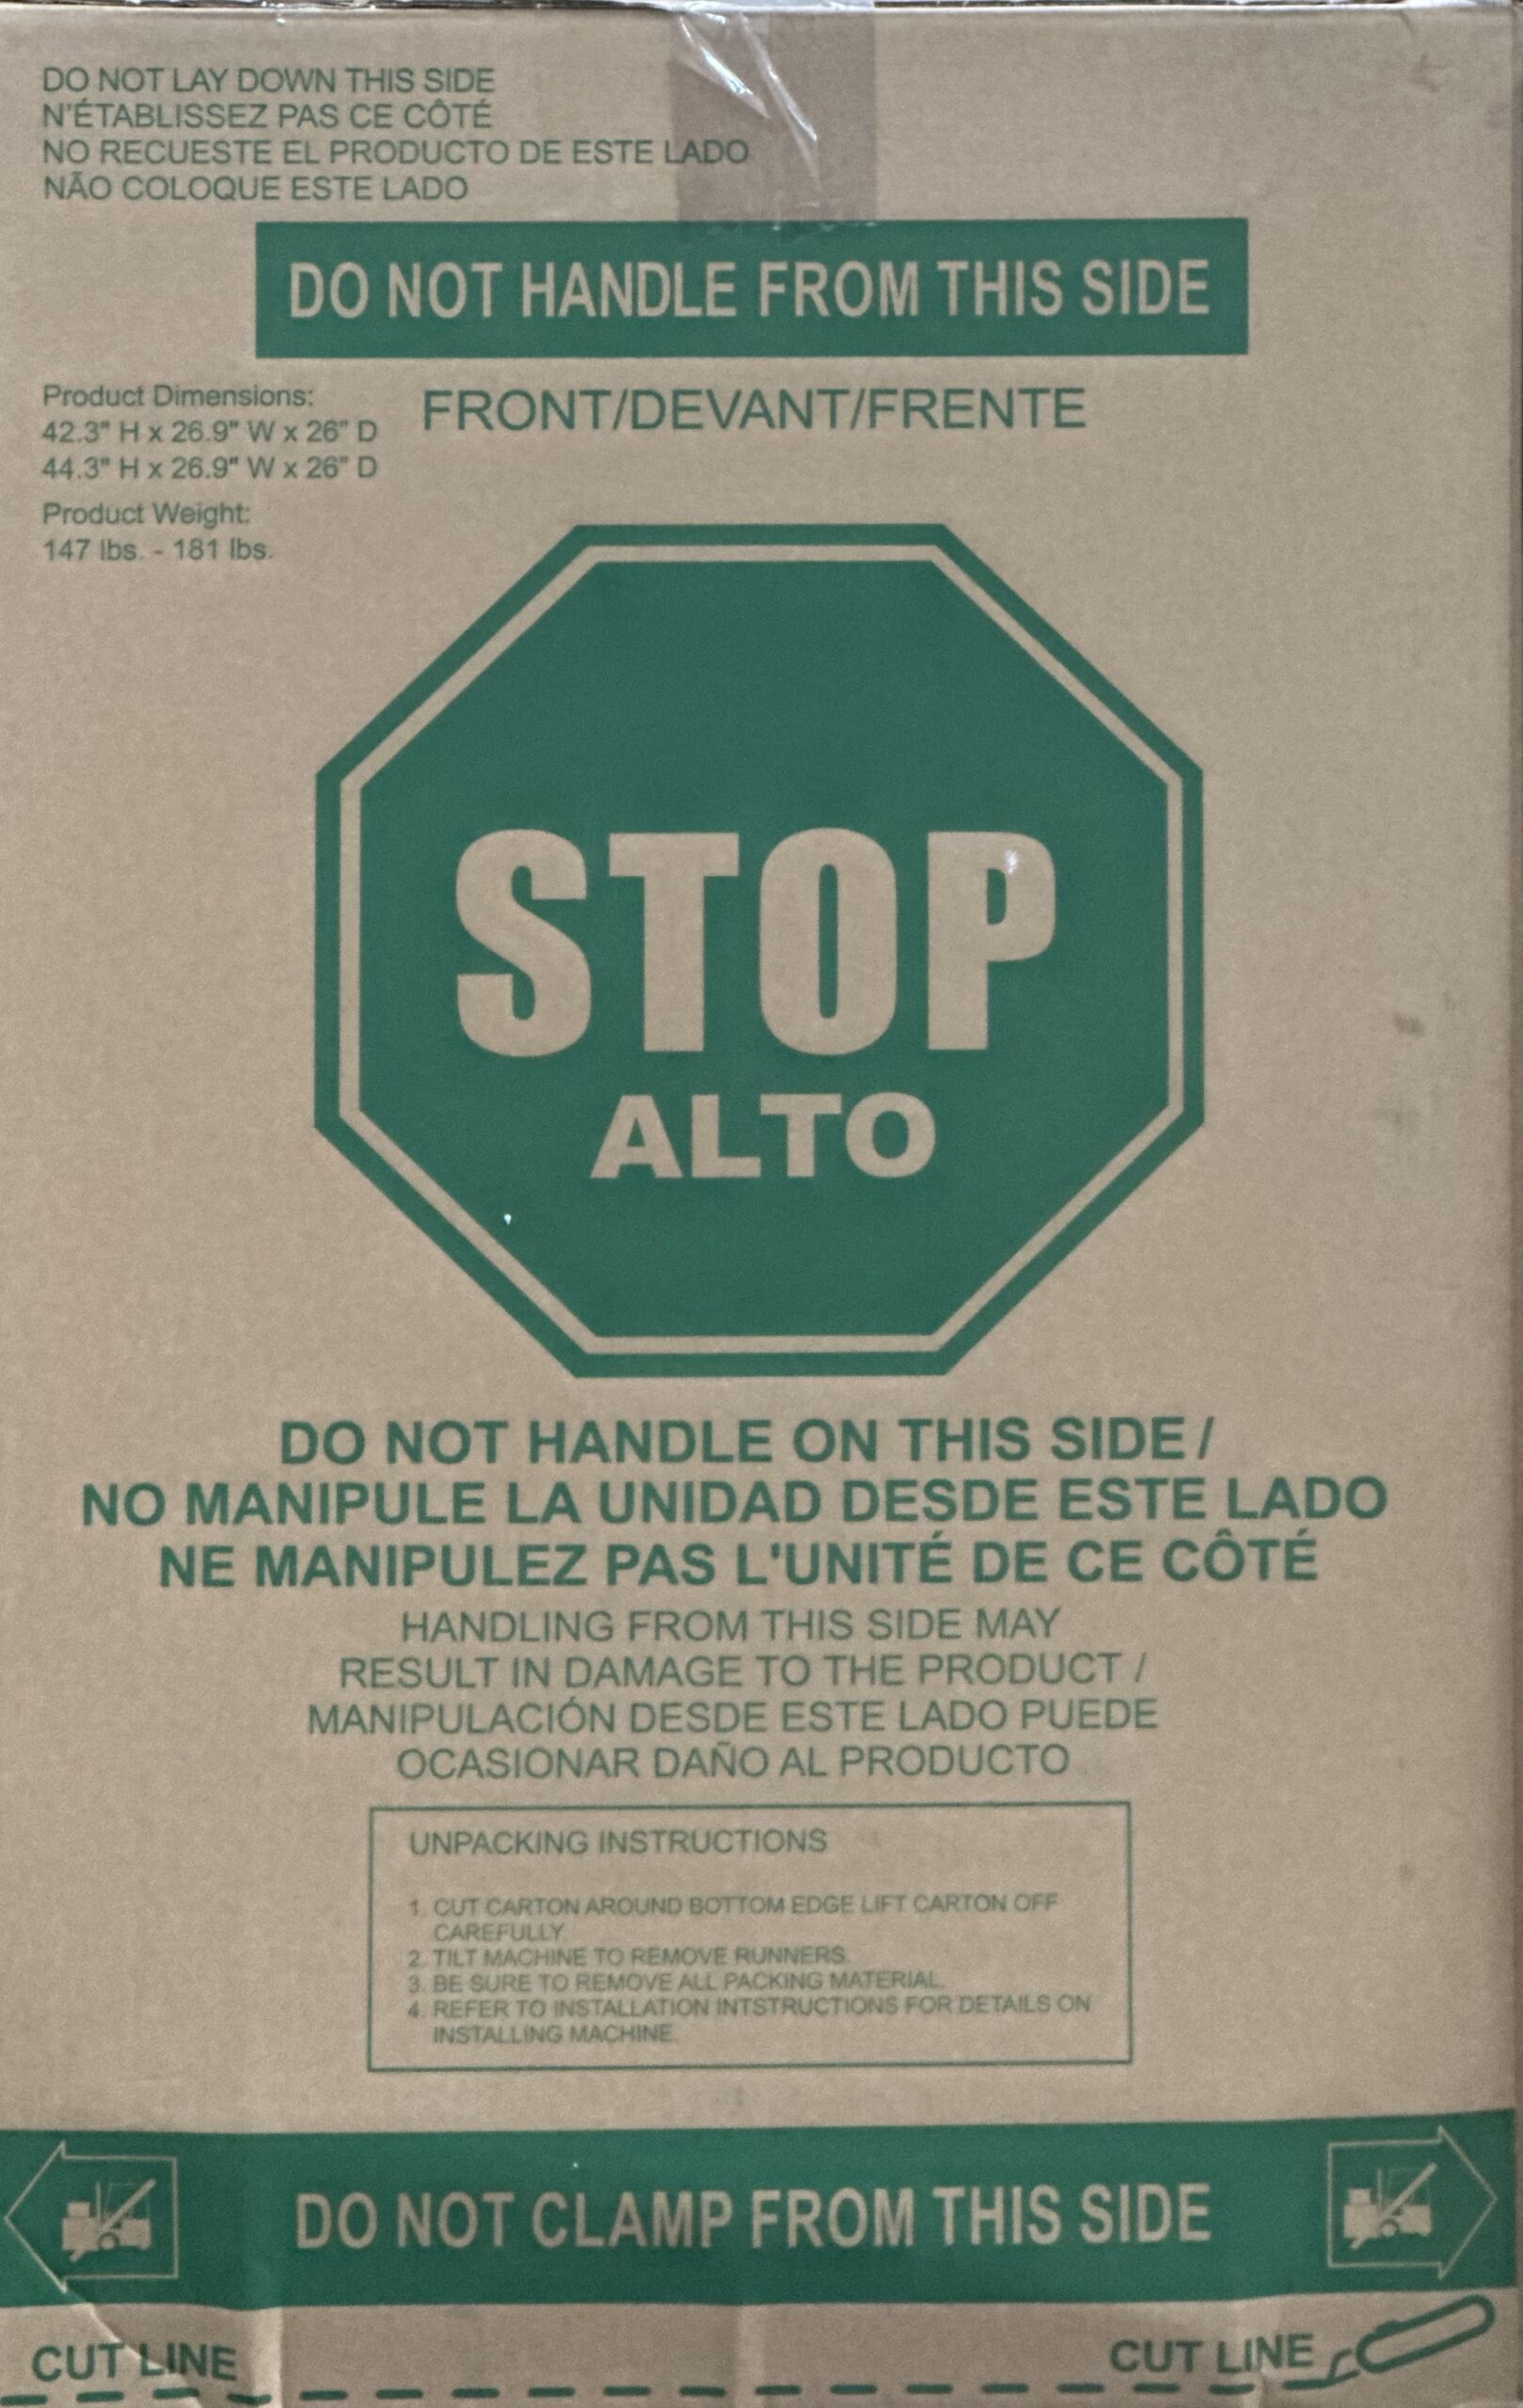 DO NOT LAY DOWN THIS SIDE
N'ÉTABLISSEZ PAS CE CÔTÉ
NO RECUESTE EL PRODUCTO DE ESTE LADO
NÃO COLOQUE ESTE LADO
DO NOT HANDLE FROM THIS SIDE
Product Dimensions:
42.3" H x 26.9" W x 26" D
44.3" H x 26.9" W x 26" D
Product Weight:
147 lbs. - 181 lbs.
FRONT/DEVANT/FRENTE
STOP
ALTO
DO NOT HANDLE ON THIS SIDE /
NO MANIPULE LA UNIDAD DESDE ESTE LADO
NE MANIPULEZ PAS L'UNITÉ DE CE CÔTÉ
HANDLING FROM THIS SIDE MAY
RESULT IN DAMAGE TO THE PRODUCT /
MANIPULACIÓN DESDE ESTE LADO PUEDE
OCASIONAR DAÑO AL PRODUCTO
UNPACKING INSTRUCTIONS
1. CUT CARTON AROUND BOTTOM EDGE LIFT CARTON OFF
CAREFULLY.
2. TILT MACHINE TO REMOVE RUNNERS.
3. BE SURE TO REMOVE ALL PACKING MATERIAL.
4. REFER TO INSTALLATION INTSTRUCTIONS FOR DETAILS ON
INSTALLING MACHINE.
DO NOT CLAMP FROM THIS SIDE
CUT LINE
CUT LINE